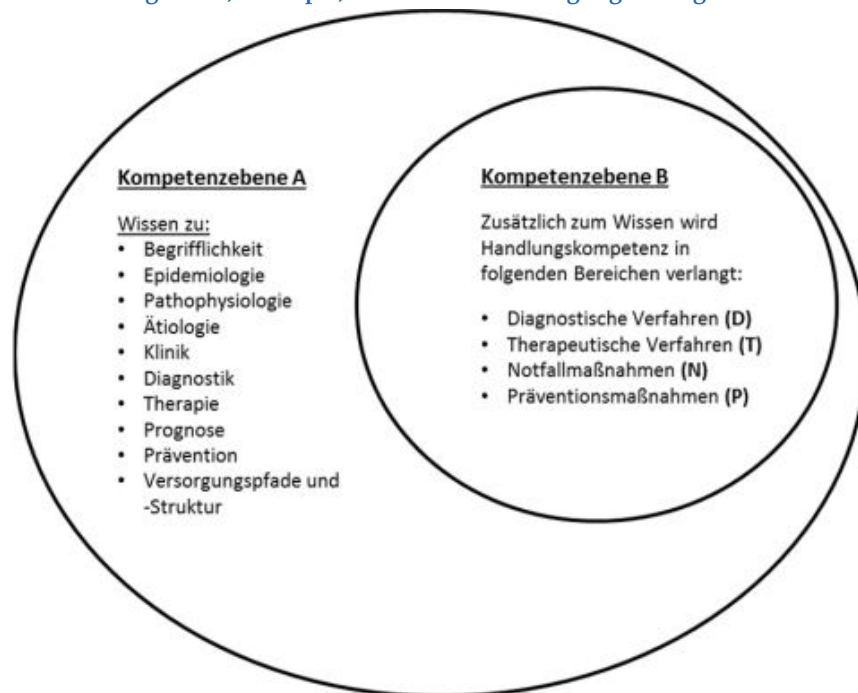 Kompetenzebene A
Wissen zu:
• Begrifflichkeit
• Epidemiologie
• Pathophysiologie
• Ätiologie
• Klinik
• Diagnostik
• Therapie
• Prognose
• Prävention
• Versorgungspfade und
-Struktur
Kompetenzebene B
Zusätzlich zum Wissen wird
Handlungskompetenz in
folgenden Bereichen verlangt:
• Diagnostische Verfahren (D)
• Therapeutische Verfahren (T)
• Notfallmaßnahmen (N)
• Präventionsmaßnahmen (P)